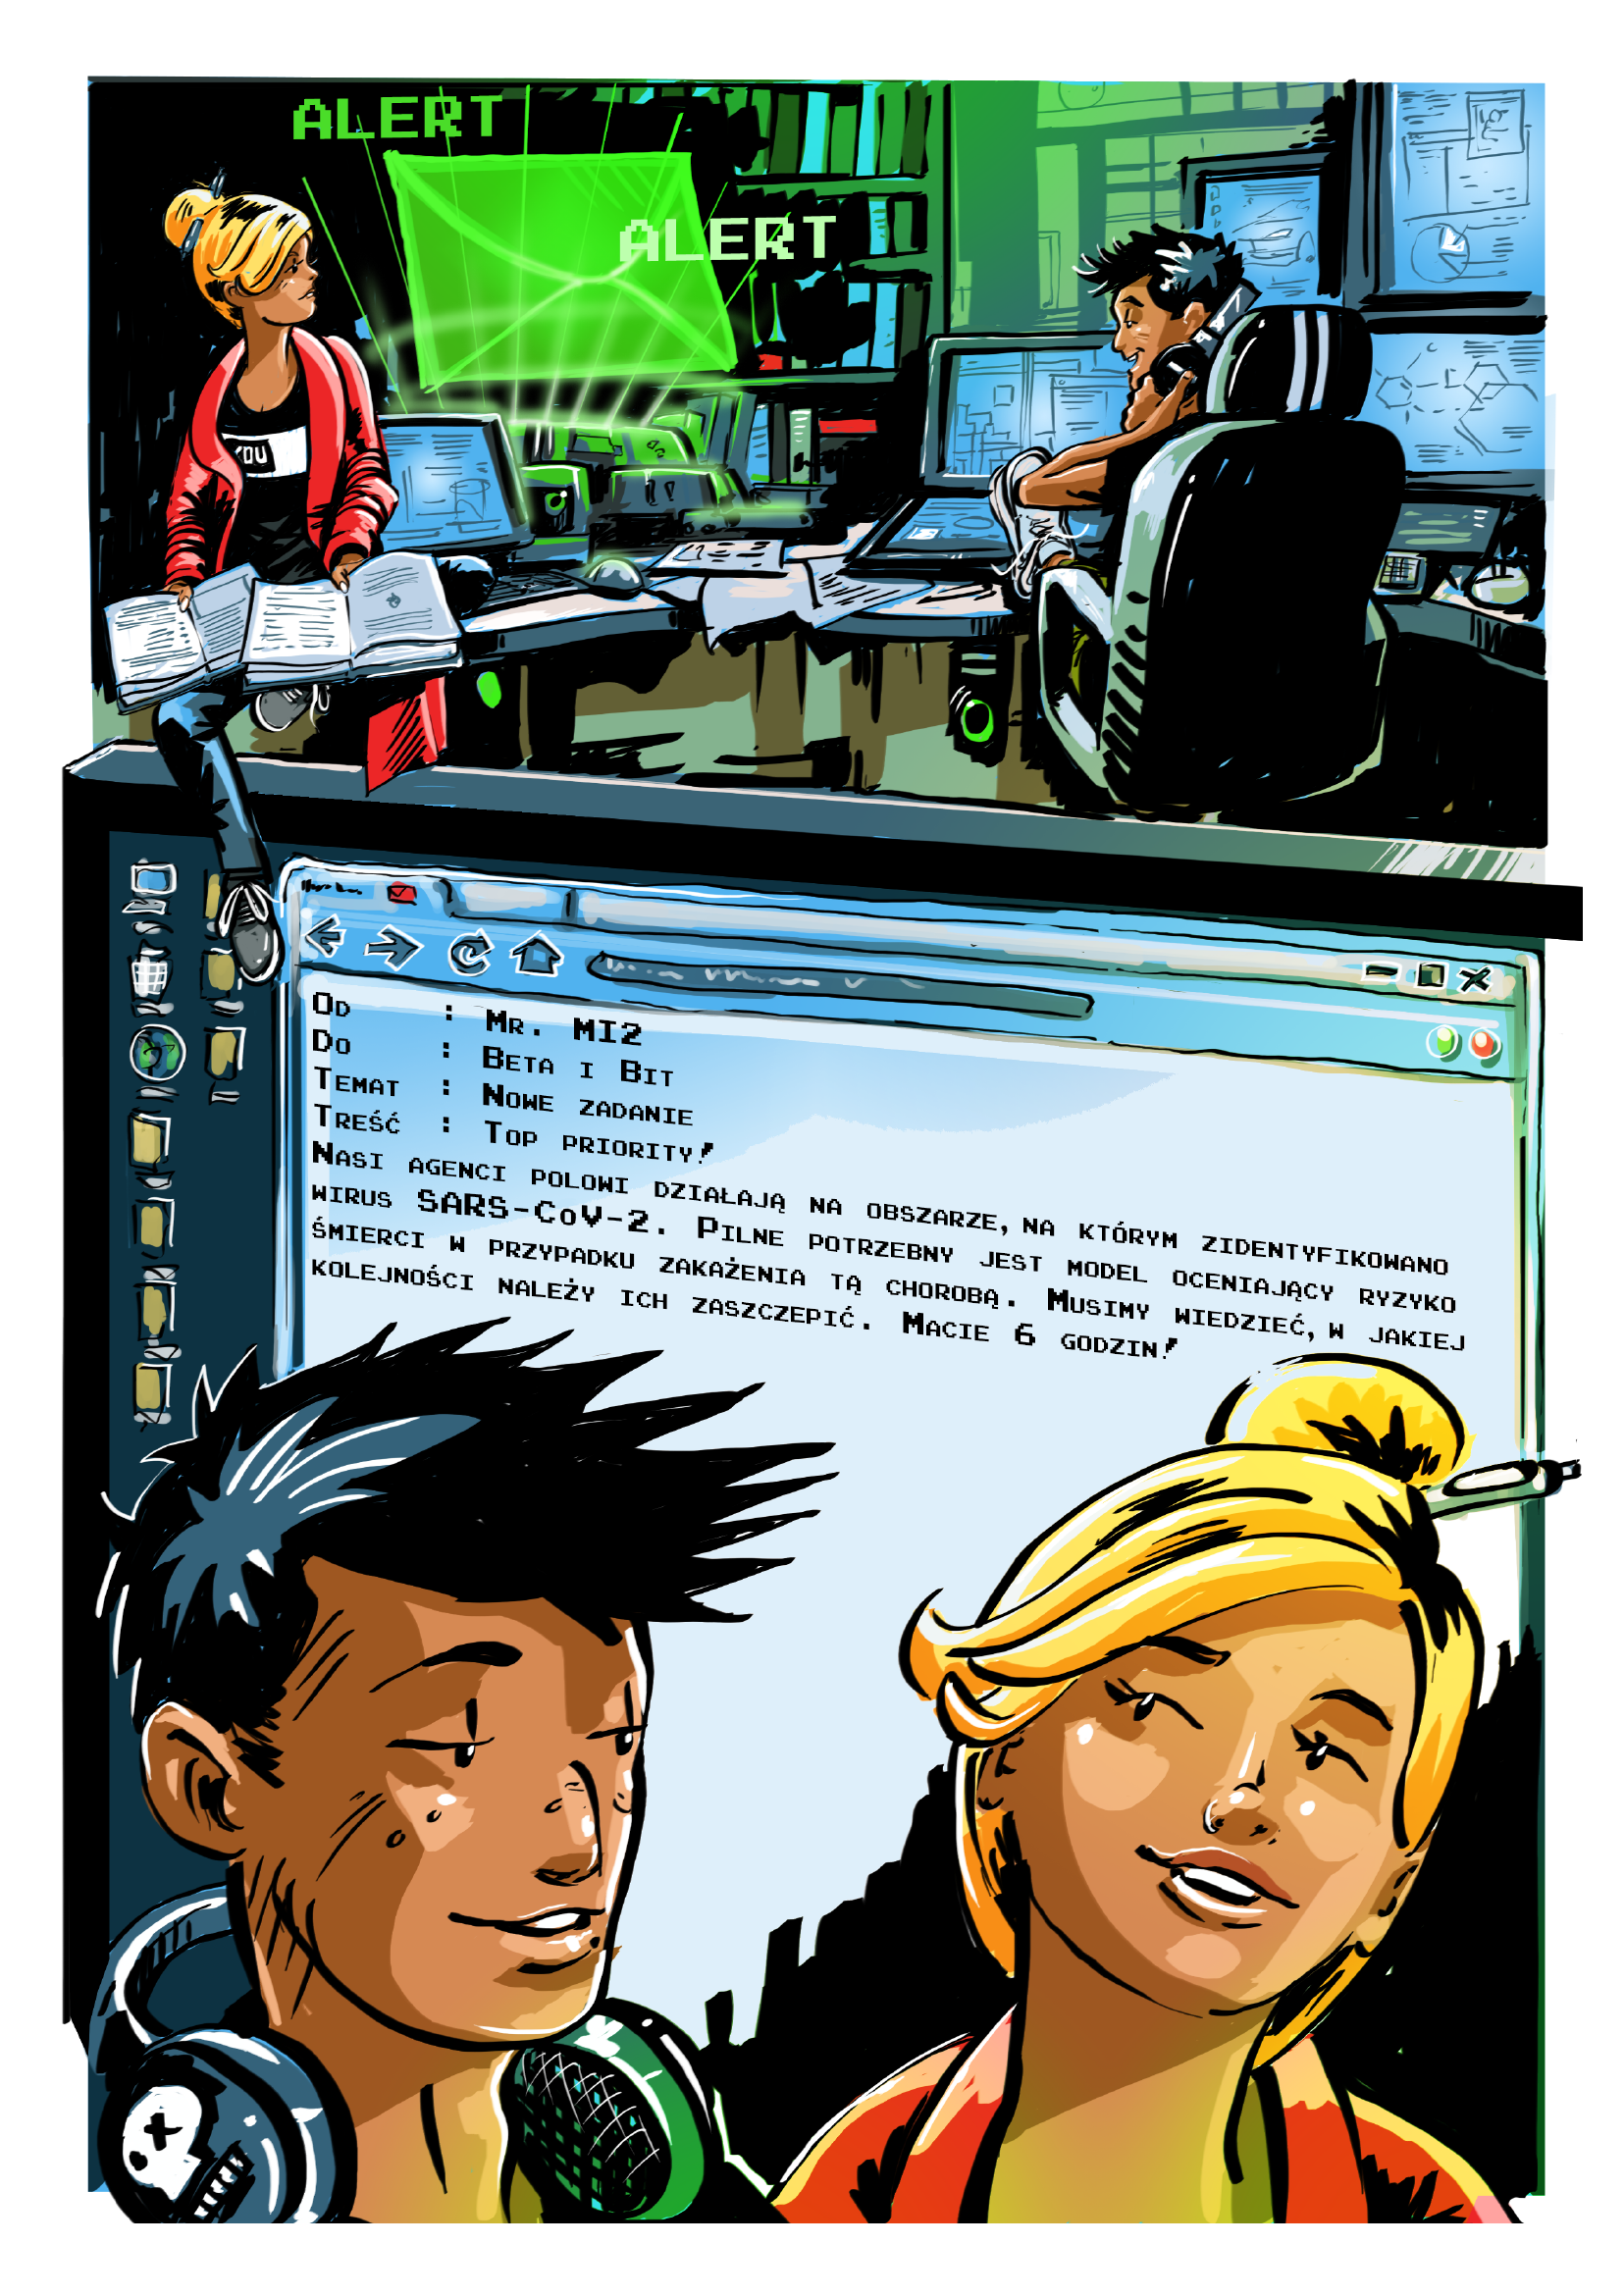 ALERT
ALERT
YOU
Od : Mr. MI2
Do : Beta i Bit
Temat : Nowe zadanie
Treść : Top priority!
Nasi agenci polowi działają na obszarze, na którym zidentyfikowano
wirus SARS-CoV-2. Pilne potrzebny jest model oceniający ryzyko
śmierci w przypadku zakażenia tą chorobą. Musimy wiedzieć, w jakiej
kolejności należy ich zaszczepić. Macie 6 godzin!